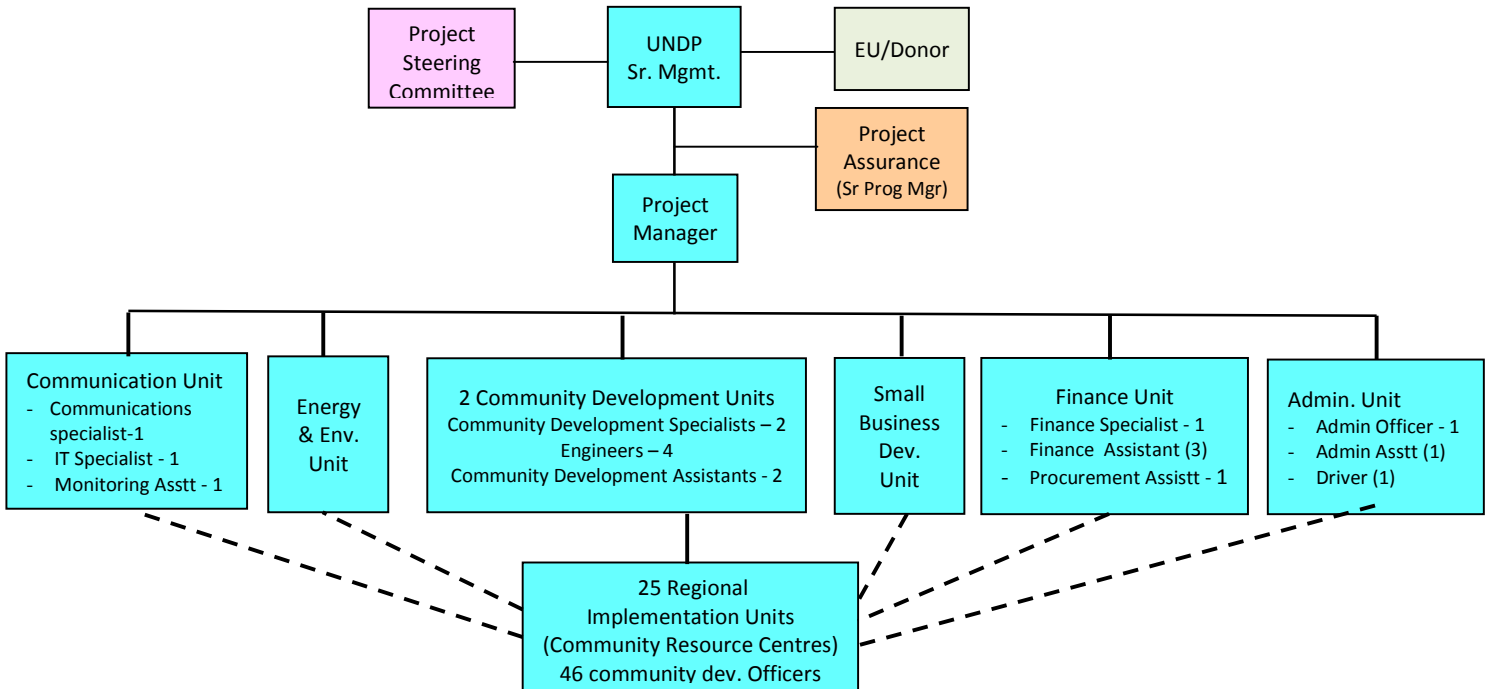 Project
Steering
Committee
UNDP
Sr. Mgmt.
EU/Donor
Project
Assurance
(Sr Prog Mgr)
Project
Manager
Communication Unit
- Communications
specialist-1
- IT Specialist - 1
- Monitoring Asstt - 1
Energy
& Env.
Unit
2 Community Development Units
Community Development Specialists – 2
Engineers – 4
Community Development Assistants - 2
Small
Business
Dev.
Unit
Finance Unit
- Finance Specialist - 1
- Finance Assistant (3)
- Procurement Assistt - 1
Admin. Unit
- Admin Officer - 1
- Admin Asstt (1)
- Driver (1)
25 Regional
Implementation Units
(Community Resource Centres)
46 community dev. Officers